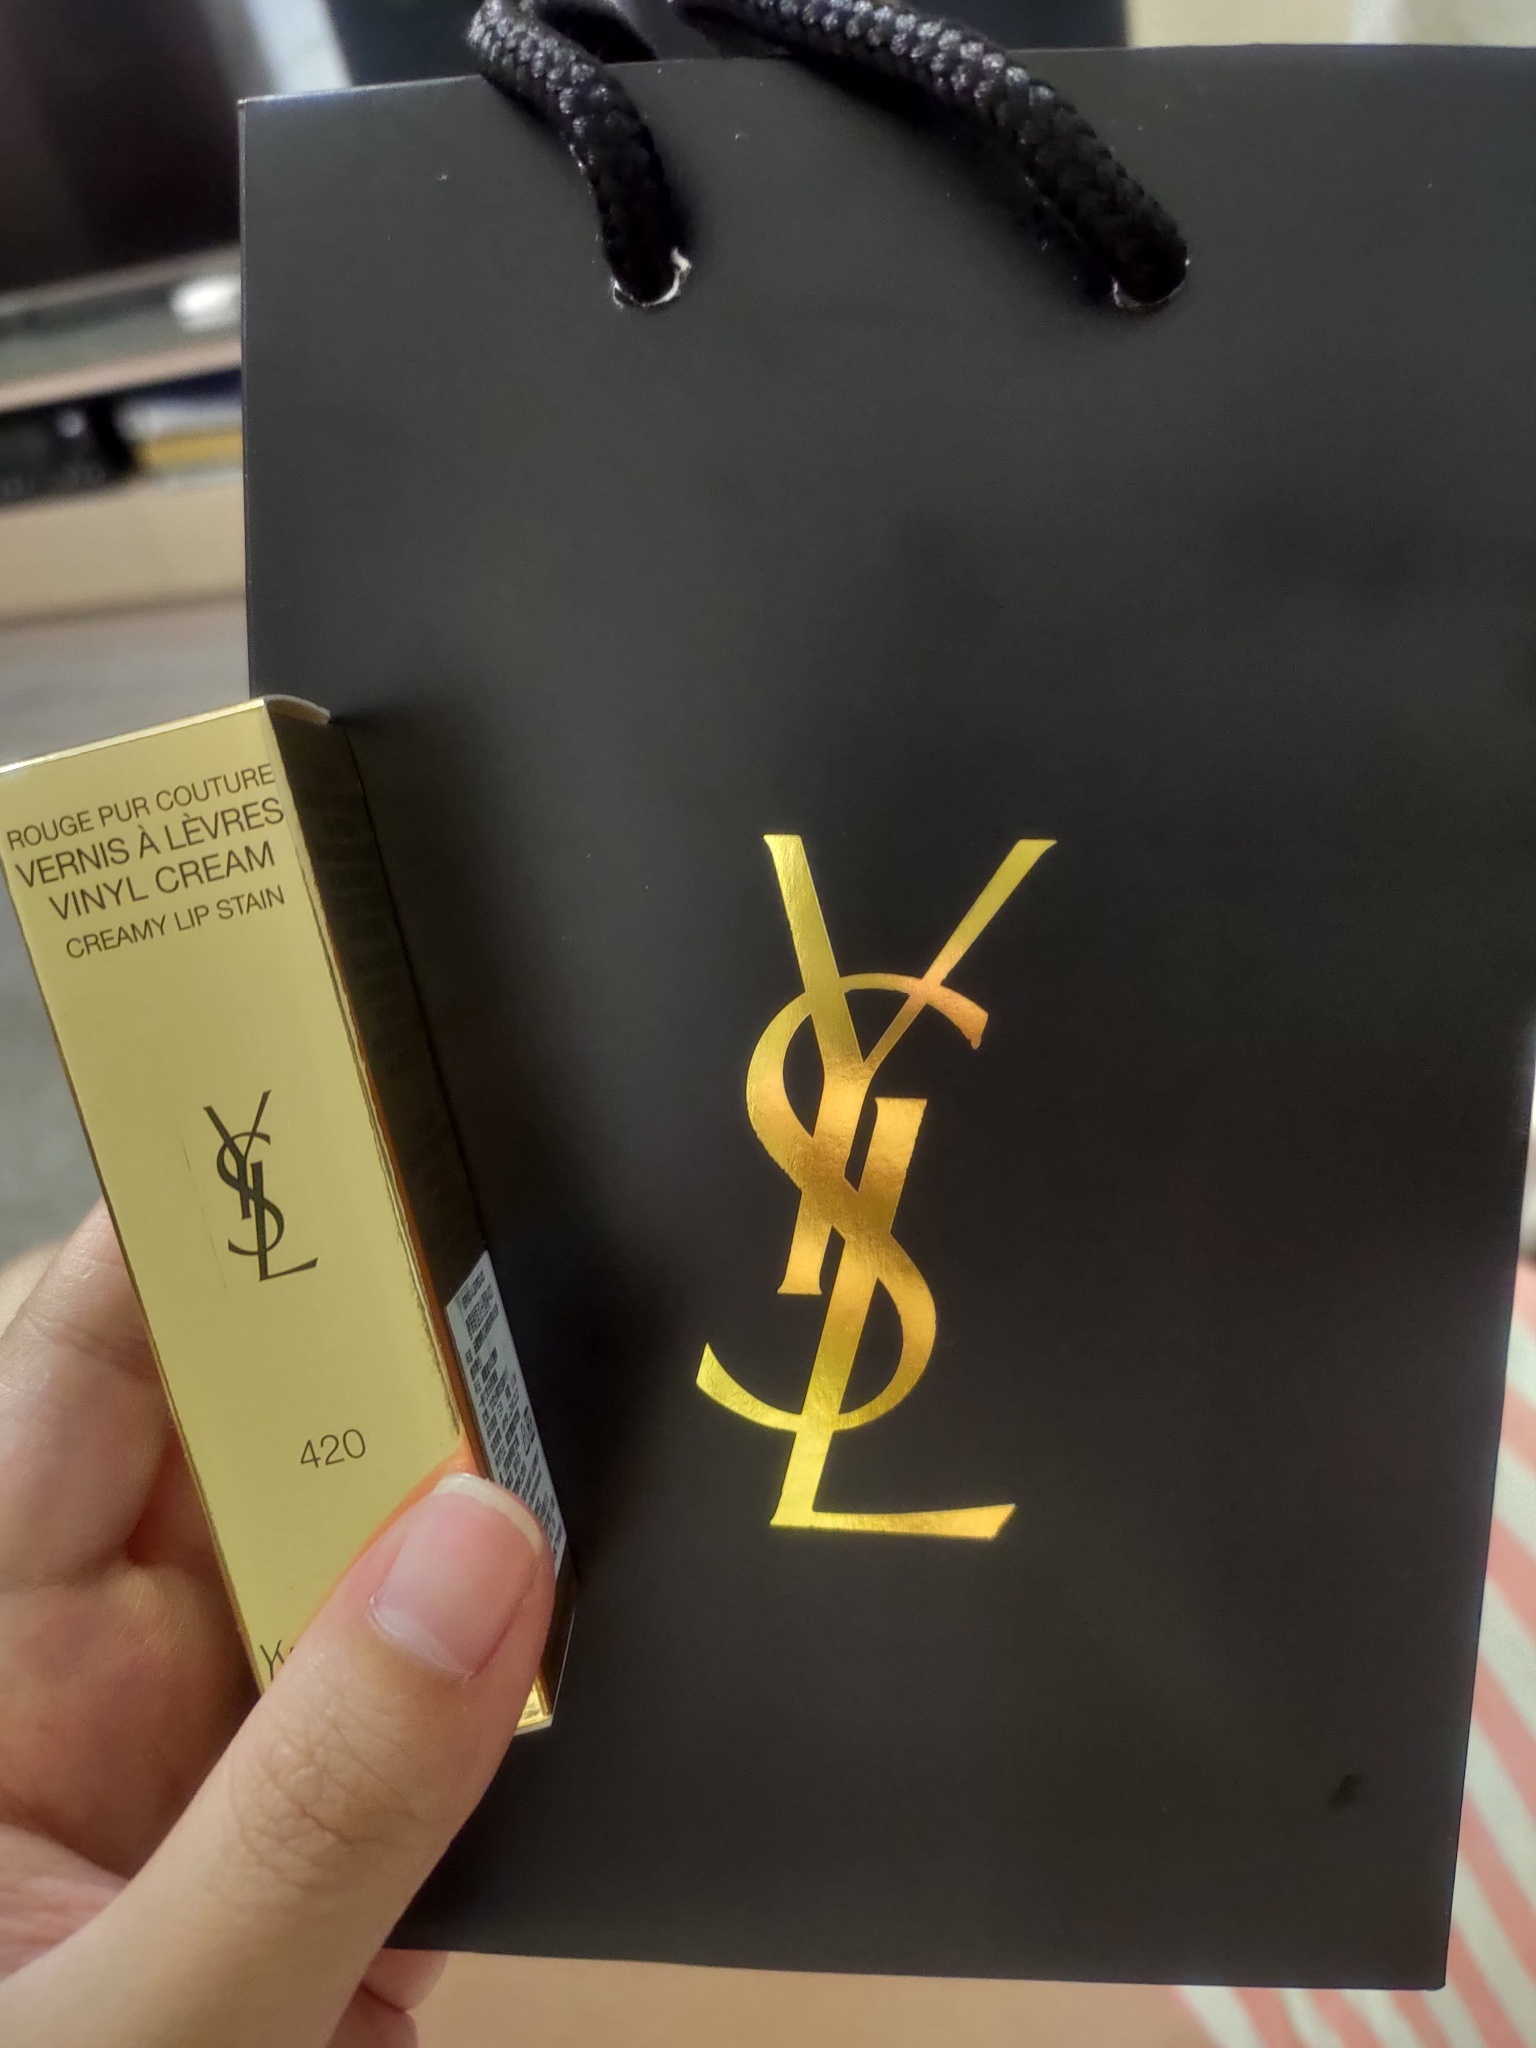 ROUGE PUR COUTURE
VERNIS À LÈVRES
VINYL CREAM
CREAMY LIP STAIN
YSL
420
YSL